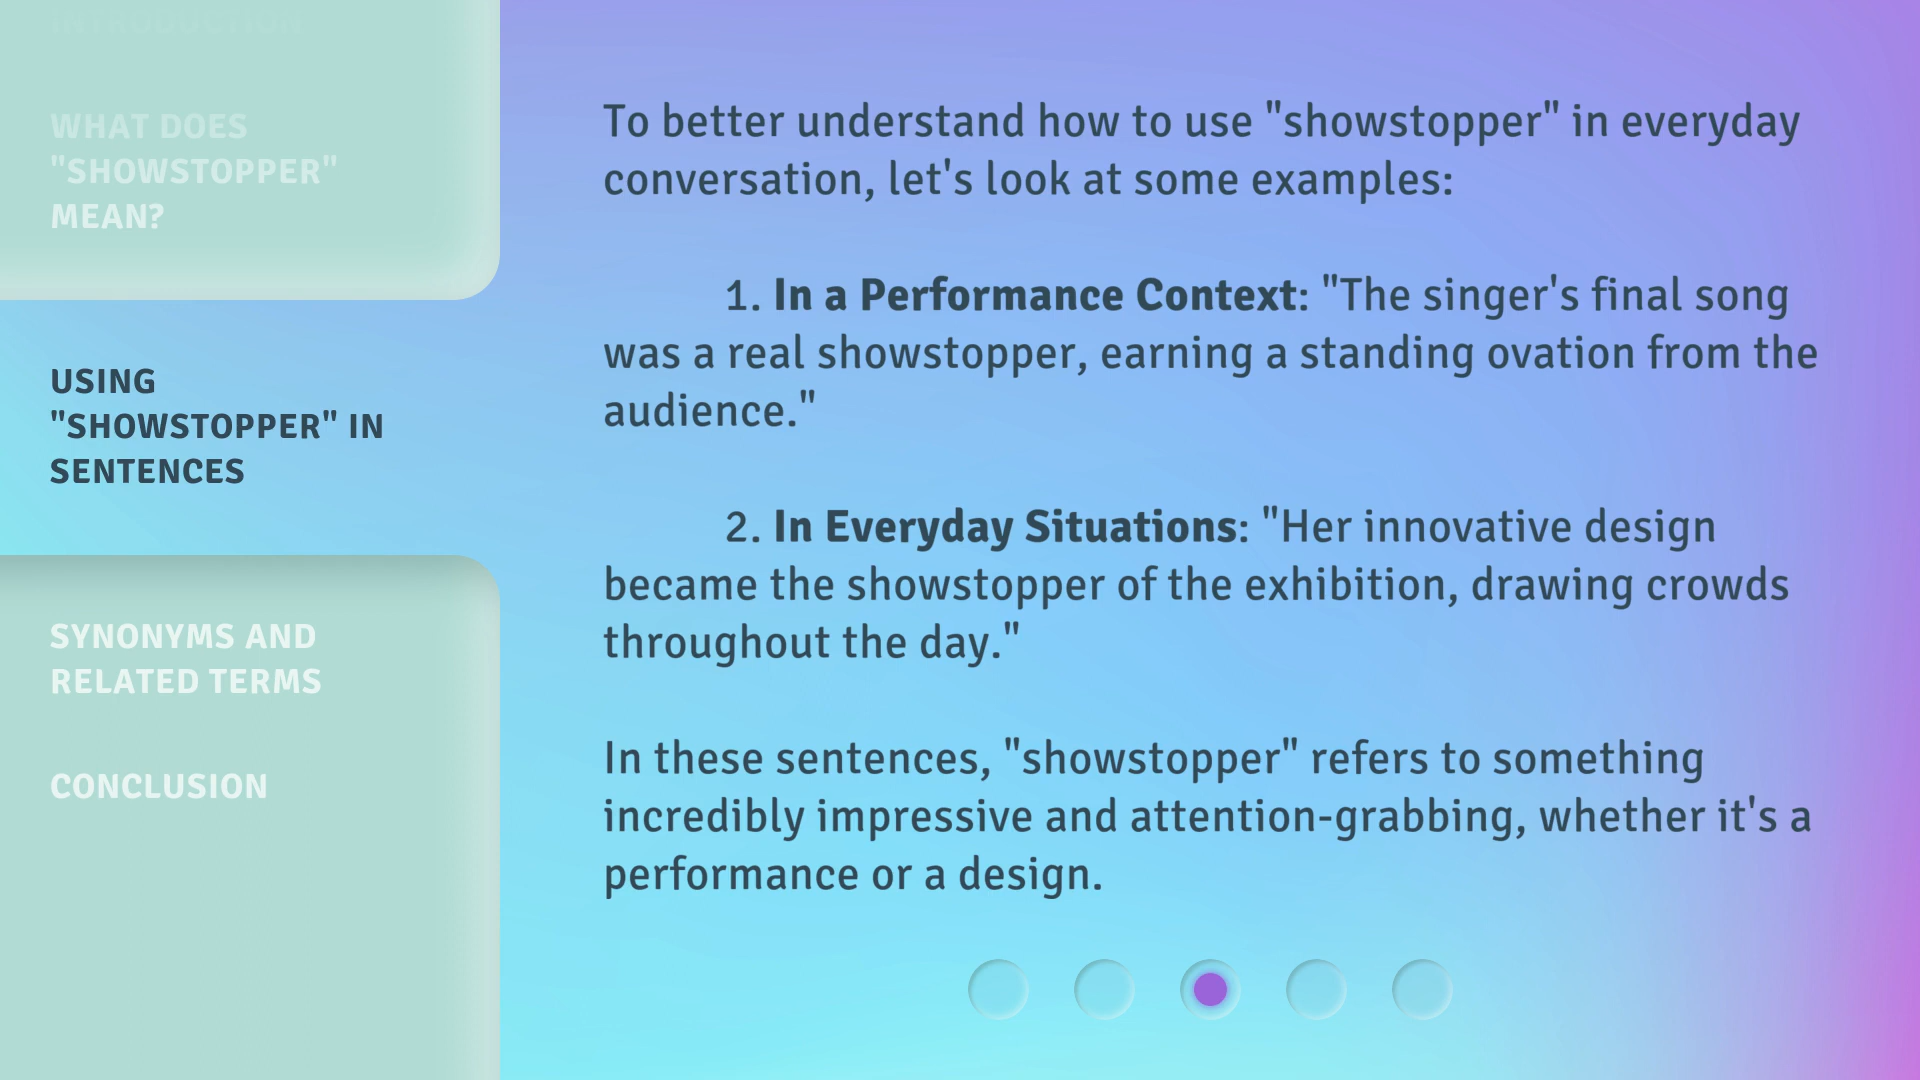 INTRODUCTION
WHAT DOES
"SHOWSTOPPER"
MEAN?
USING
"SHOWSTOPPER" IN
SENTENCES
SYNONYMS AND
RELATED TERMS
CONCLUSION
To better understand how to use "showstopper" in everyday
conversation, let's look at some examples:
1. In a Performance Context: "The singer's final song
was a real showstopper, earning a standing ovation from the
audience."
2. In Everyday Situations: "Her innovative design
became the showstopper of the exhibition, drawing crowds
throughout the day."
In these sentences, "showstopper" refers to something
incredibly impressive and attention-grabbing, whether it's a
performance or a design.